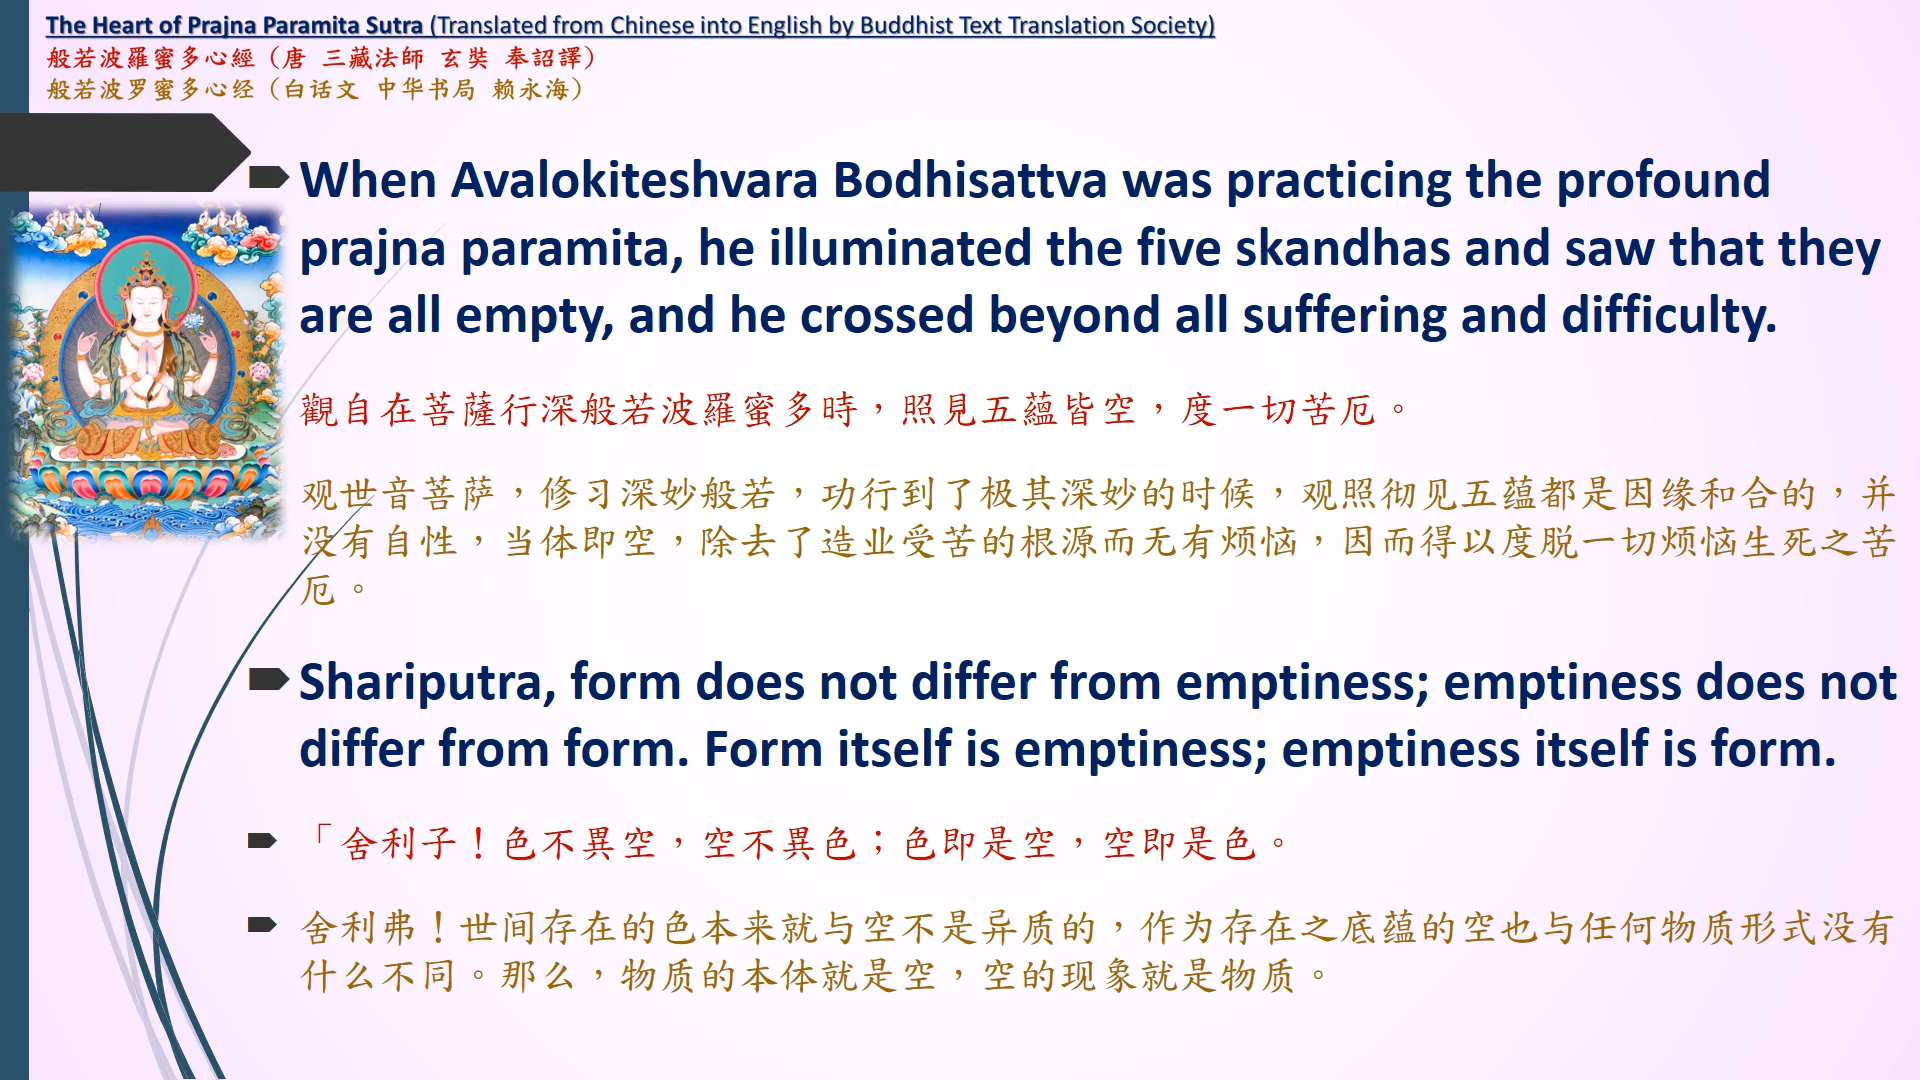 The Heart of Prajna Paramita Sutra (Translated from Chinese into English by Buddhist Text Translation Society)
般若波羅蜜多心經（唐 三藏法師 玄奘 奉詔譯）
般若波罗蜜多心经（白话文 中华书局 赖永海）
When Avalokiteshvara Bodhisattva was practicing the profound
prajna paramita, he illuminated the five skandhas and saw that they
are all empty, and he crossed beyond all suffering and difficulty.
觀自在菩薩行深般若波羅蜜多時，照見五蘊皆空，度一切苦厄。
观世音菩萨，修习深妙般若，功行到了极其深妙的时候，观照彻见五蕴都是因缘和合的，并
没有自性，当体即空，除去了造业受苦的根源而无有烦恼，因而得以度脱一切烦恼生死之苦
厄。
Shariputra, form does not differ from emptiness; emptiness does not
differ from form. Form itself is emptiness; emptiness itself is form.
「舍利子！色不異空，空不異色；色即是空，空即是色。
舍利弗！世间存在的色本来就与空不是异质的，作为存在之底蕴的空也与任何物质形式没有
什么不同。那么，物质的本体就是空，空的现象就是物质。